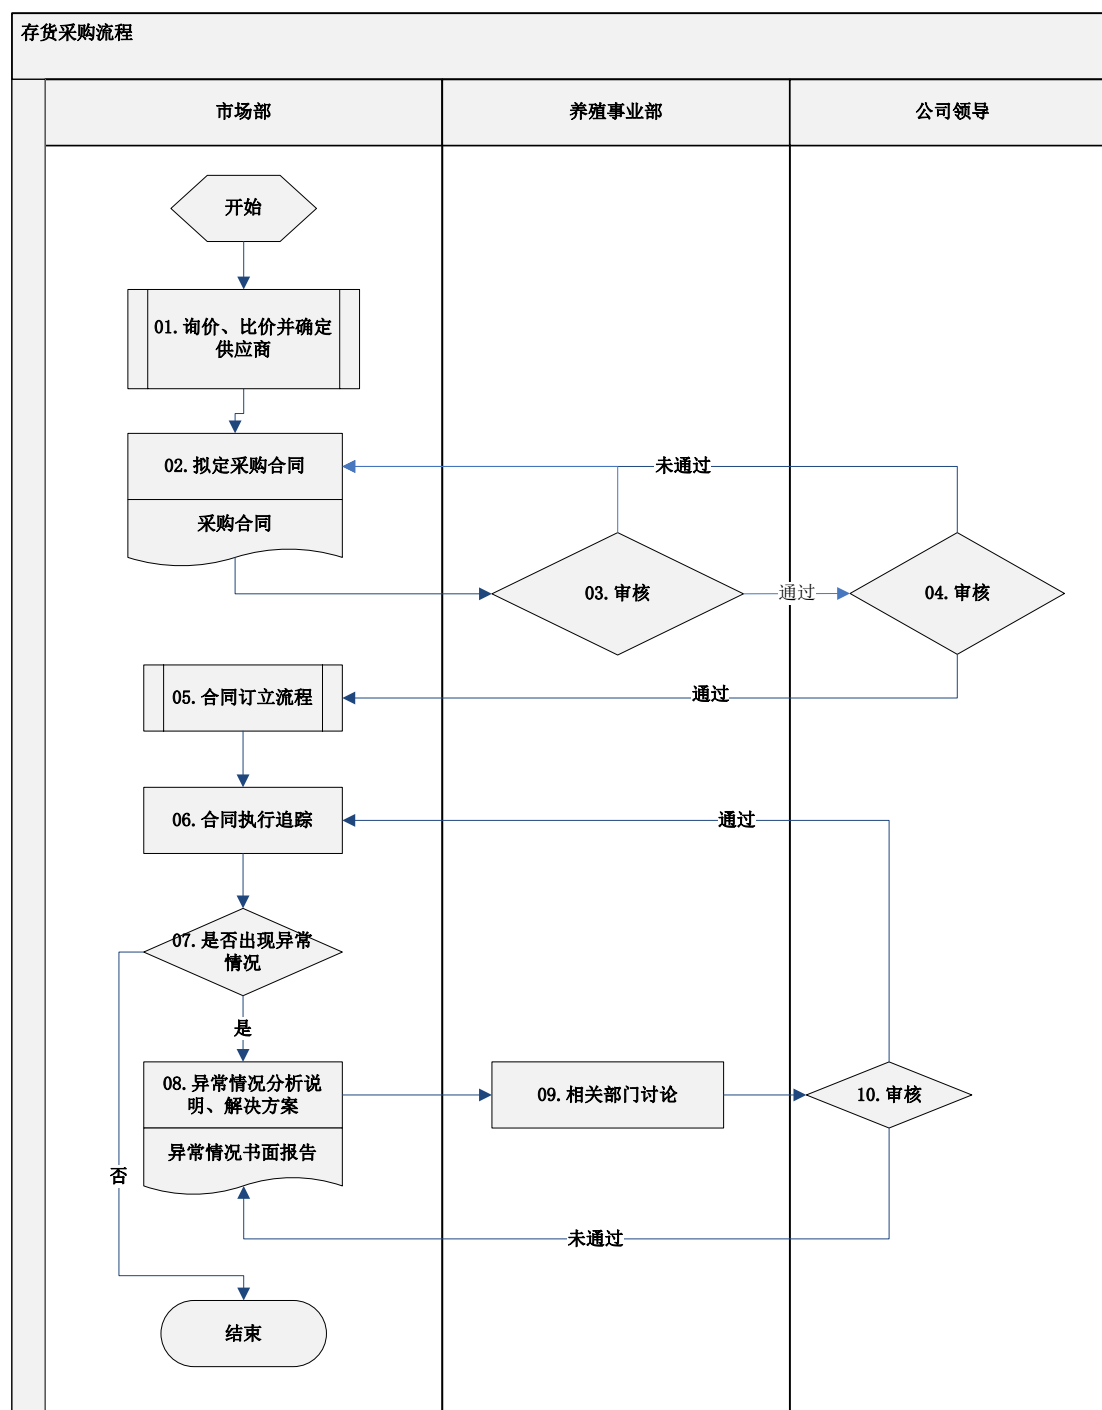 存货采购流程
市场部
养殖事业部
公司领导
开始
01.询价、比价并确定
供应商
02.拟定采购合同
未通过
采购合同
03.审核
通过
04.审核
05.合同订立流程
通过
06.合同执行追踪
通过
07.是否出现异常
情况
是
08.异常情况分析说
明、解决方案
09.相关部门讨论
10.审核
异常情况书面报告
否
未通过
结束